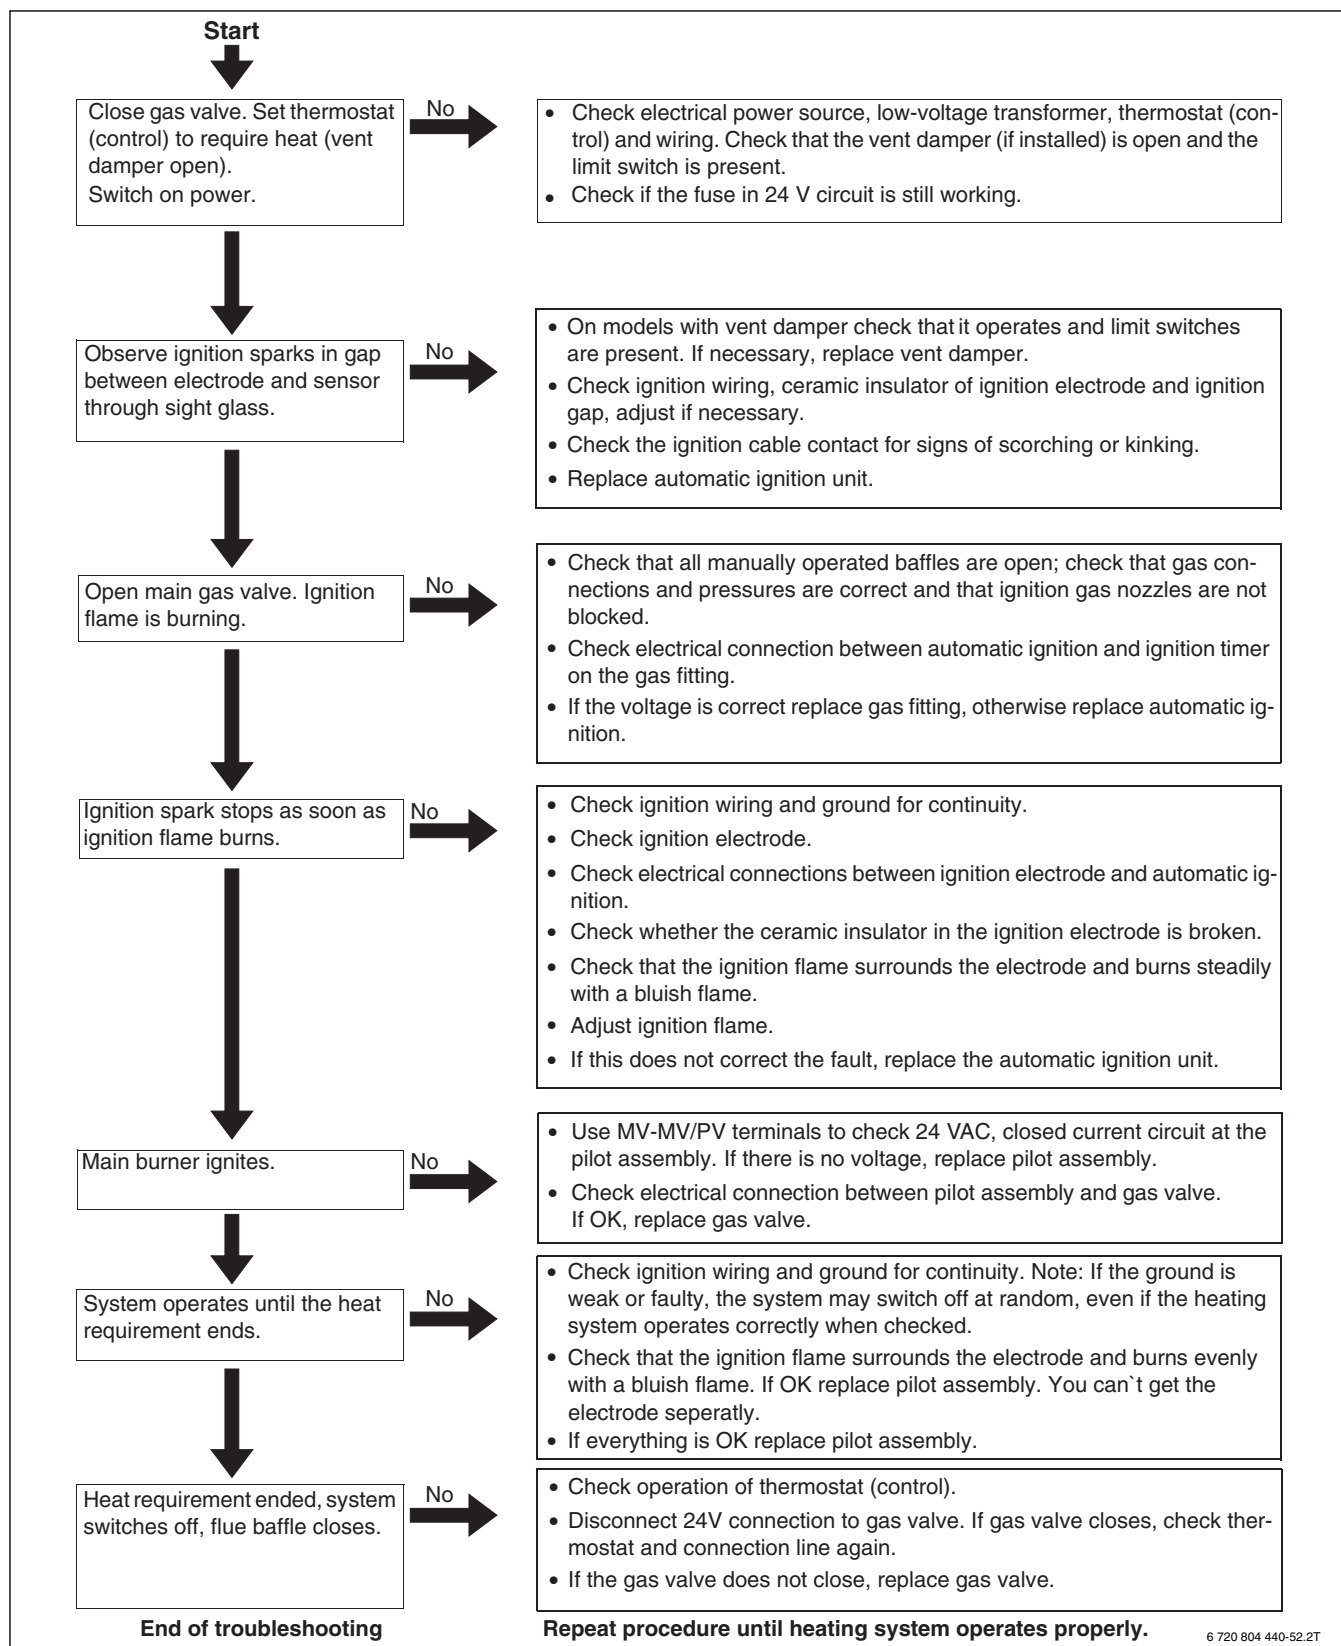 Start
Close gas valve. Set thermostat
(control) to require heat (vent
damper open).
Switch on power.
No
• Check electrical power source, low-voltage transformer, thermostat (con-
trol) and wiring. Check that the vent damper (if installed) is open and the
limit switch is present.
• Check if the fuse in 24 V circuit is still working.
Observe ignition sparks in gap
between electrode and sensor
through sight glass.
No
• On models with vent damper check that it operates and limit switches
are present. If necessary, replace vent damper.
• Check ignition wiring, ceramic insulator of ignition electrode and ignition
gap, adjust if necessary.
• Check the ignition cable contact for signs of scorching or kinking.
• Replace automatic ignition unit.
Open main gas valve. Ignition
flame is burning.
No
• Check that all manually operated baffles are open; check that gas con-
nections and pressures are correct and that ignition gas nozzles are not
blocked.
• Check electrical connection between automatic ignition and ignition timer
on the gas fitting.
• If the voltage is correct replace gas fitting, otherwise replace automatic ig-
nition.
Ignition spark stops as soon as
ignition flame burns.
No
• Check ignition wiring and ground for continuity.
• Check ignition electrode.
• Check electrical connections between ignition electrode and automatic ig-
nition.
• Check whether the ceramic insulator in the ignition electrode is broken.
• Check that the ignition flame surrounds the electrode and burns steadily
with a bluish flame.
• Adjust ignition flame.
• If this does not correct the fault, replace the automatic ignition unit.
Main burner ignites.
No
• Use MV-MV/PV terminals to check 24 VAC, closed current circuit at the
pilot assembly. If there is no voltage, replace pilot assembly.
• Check electrical connection between pilot assembly and gas valve.
If OK, replace gas valve.
System operates until the heat
requirement ends.
No
• Check ignition wiring and ground for continuity. Note: If the ground is
weak or faulty, the system may switch off at random, even if the heating
system operates correctly when checked.
• Check that the ignition flame surrounds the electrode and burns evenly
with a bluish flame. If OK replace pilot assembly. You can`t get the
electrode seperatly.
• If everything is OK replace pilot assembly.
Heat requirement ended, system
switches off, flue baffle closes.
No
• Check operation of thermostat (control).
• Disconnect 24V connection to gas valve. If gas valve closes, check ther-
mostat and connection line again.
• If the gas valve does not close, replace gas valve.
End of troubleshooting
Repeat procedure until heating system operates properly.
6 720 804 440-52.2T